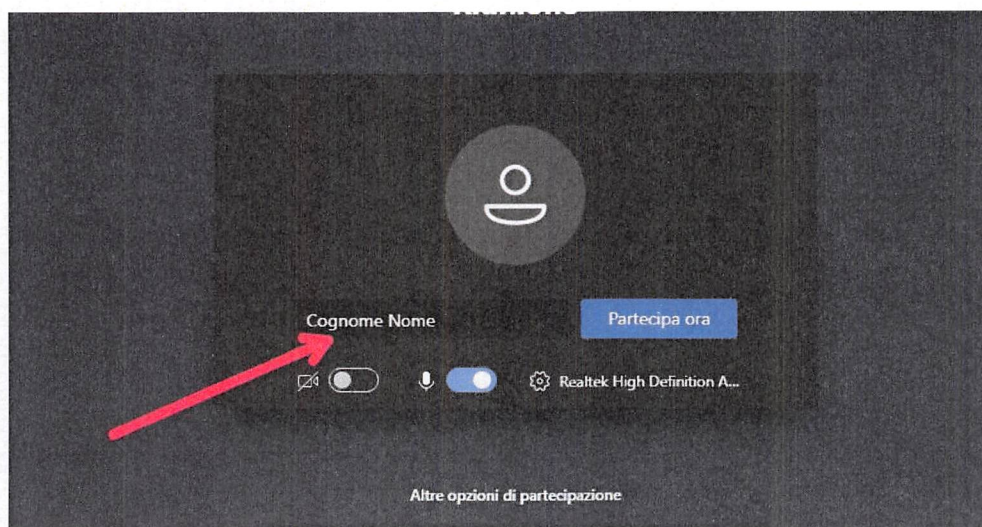 Cognome Nome
Partecipa ora
Realtek High Definition A...
Altre opzioni di partecipazione